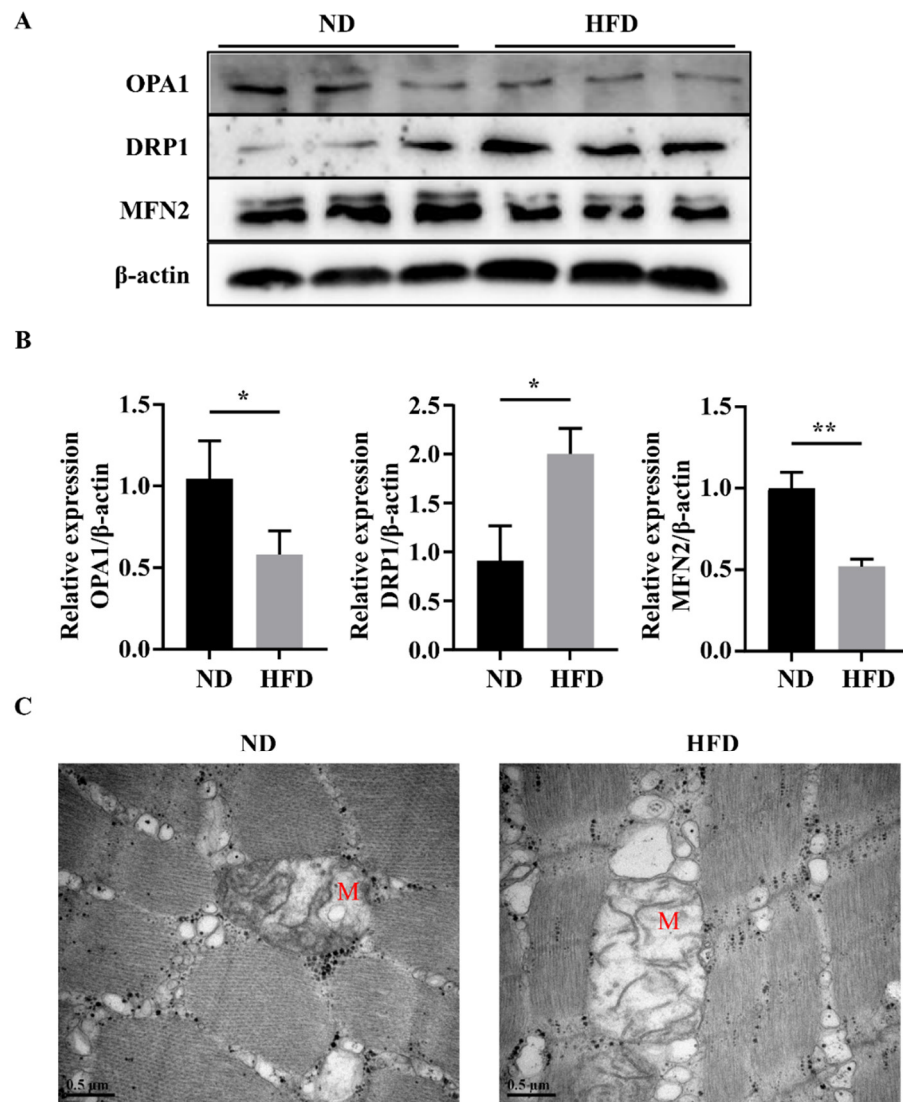 A
ND HFD
OPA1
DRP1
MFN2
β-actin
B
Relative expression
OPA1/β-actin
1.5
1.0
0.5
0.0
*
ND HFD
Relative expression
DRP1/β-actin
2.5
2.0
1.5
1.0
0.5
0.0
*
ND HFD
Relative expression
MFN2/β-actin
1.5
1.0
0.5
0.0
**
ND HFD
C
ND HFD
M
0.5 μm
M
0.5 μm